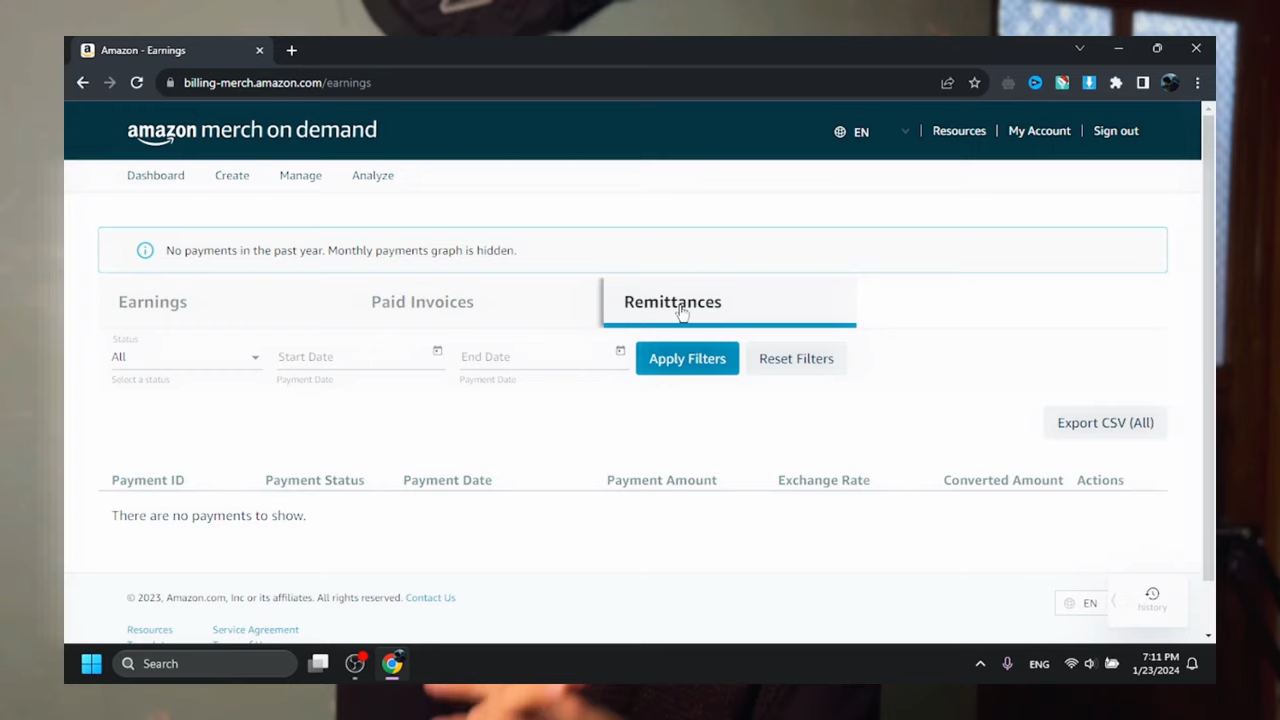 Amazon - Earnings
billing-merch.amazon.com/earnings
amazon merch on demand
EN
Resources
My Account
Sign out
Dashboard
Create
Manage
Analyze
No payments in the past year. Monthly payments graph is hidden.
Earnings
Paid Invoices
Remittances
Status
All
Start Date
End Date
Apply Filters
Reset Filters
Select a status
Payment Date
Payment Date
Export CSV (All)
Payment ID
Payment Status
Payment Date
Payment Amount
Exchange Rate
Converted Amount
Actions
There are no payments to show.
© 2023, Amazon.com, Inc or its affiliates. All rights reserved. Contact Us
EN
history
Resources
Service Agreement
Search
ENG
7:11 PM
1/23/2024